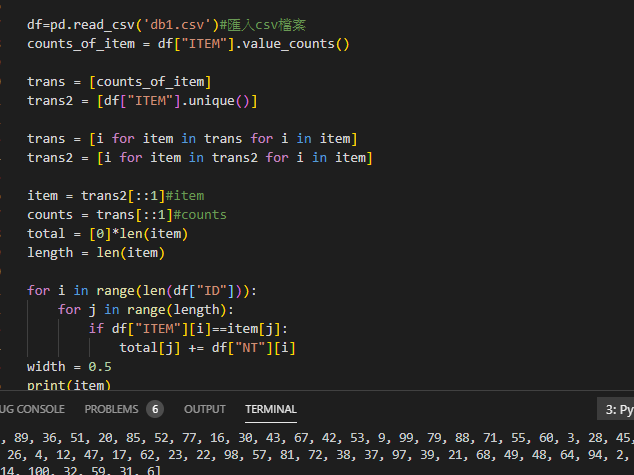 df=pd.read_csv('db1.csv')#匯入csv檔案
counts_of_item = df["ITEM"].value_counts()
trans = [counts_of_item]
trans2 = [df["ITEM"].unique()]
trans = [i for item in trans for i in item]
trans2 = [i for item in trans2 for i in item]
item = trans2[::1]#item
counts = trans[::1]#counts
total = [0]*len(item)
length = len(item)
for i in range(len(df["ID"])):
for j in range(length):
if df["ITEM"][i]==item[j]:
total[j] += df["NT"][i]
width = 0.5
print(item)
UG CONSOLE PROBLEMS 6 OUTPUT TERMINAL 3: Py
, 89, 36, 51, 20, 85, 52, 77, 16, 30, 43, 67, 42, 53, 9, 99, 79, 88, 71, 55, 60, 3, 28, 45,
26, 4, 12, 47, 17, 62, 23, 22, 98, 57, 81, 72, 38, 37, 97, 39, 21, 68, 49, 48, 64, 94, 2,
14, 100, 32, 59, 31, 6]